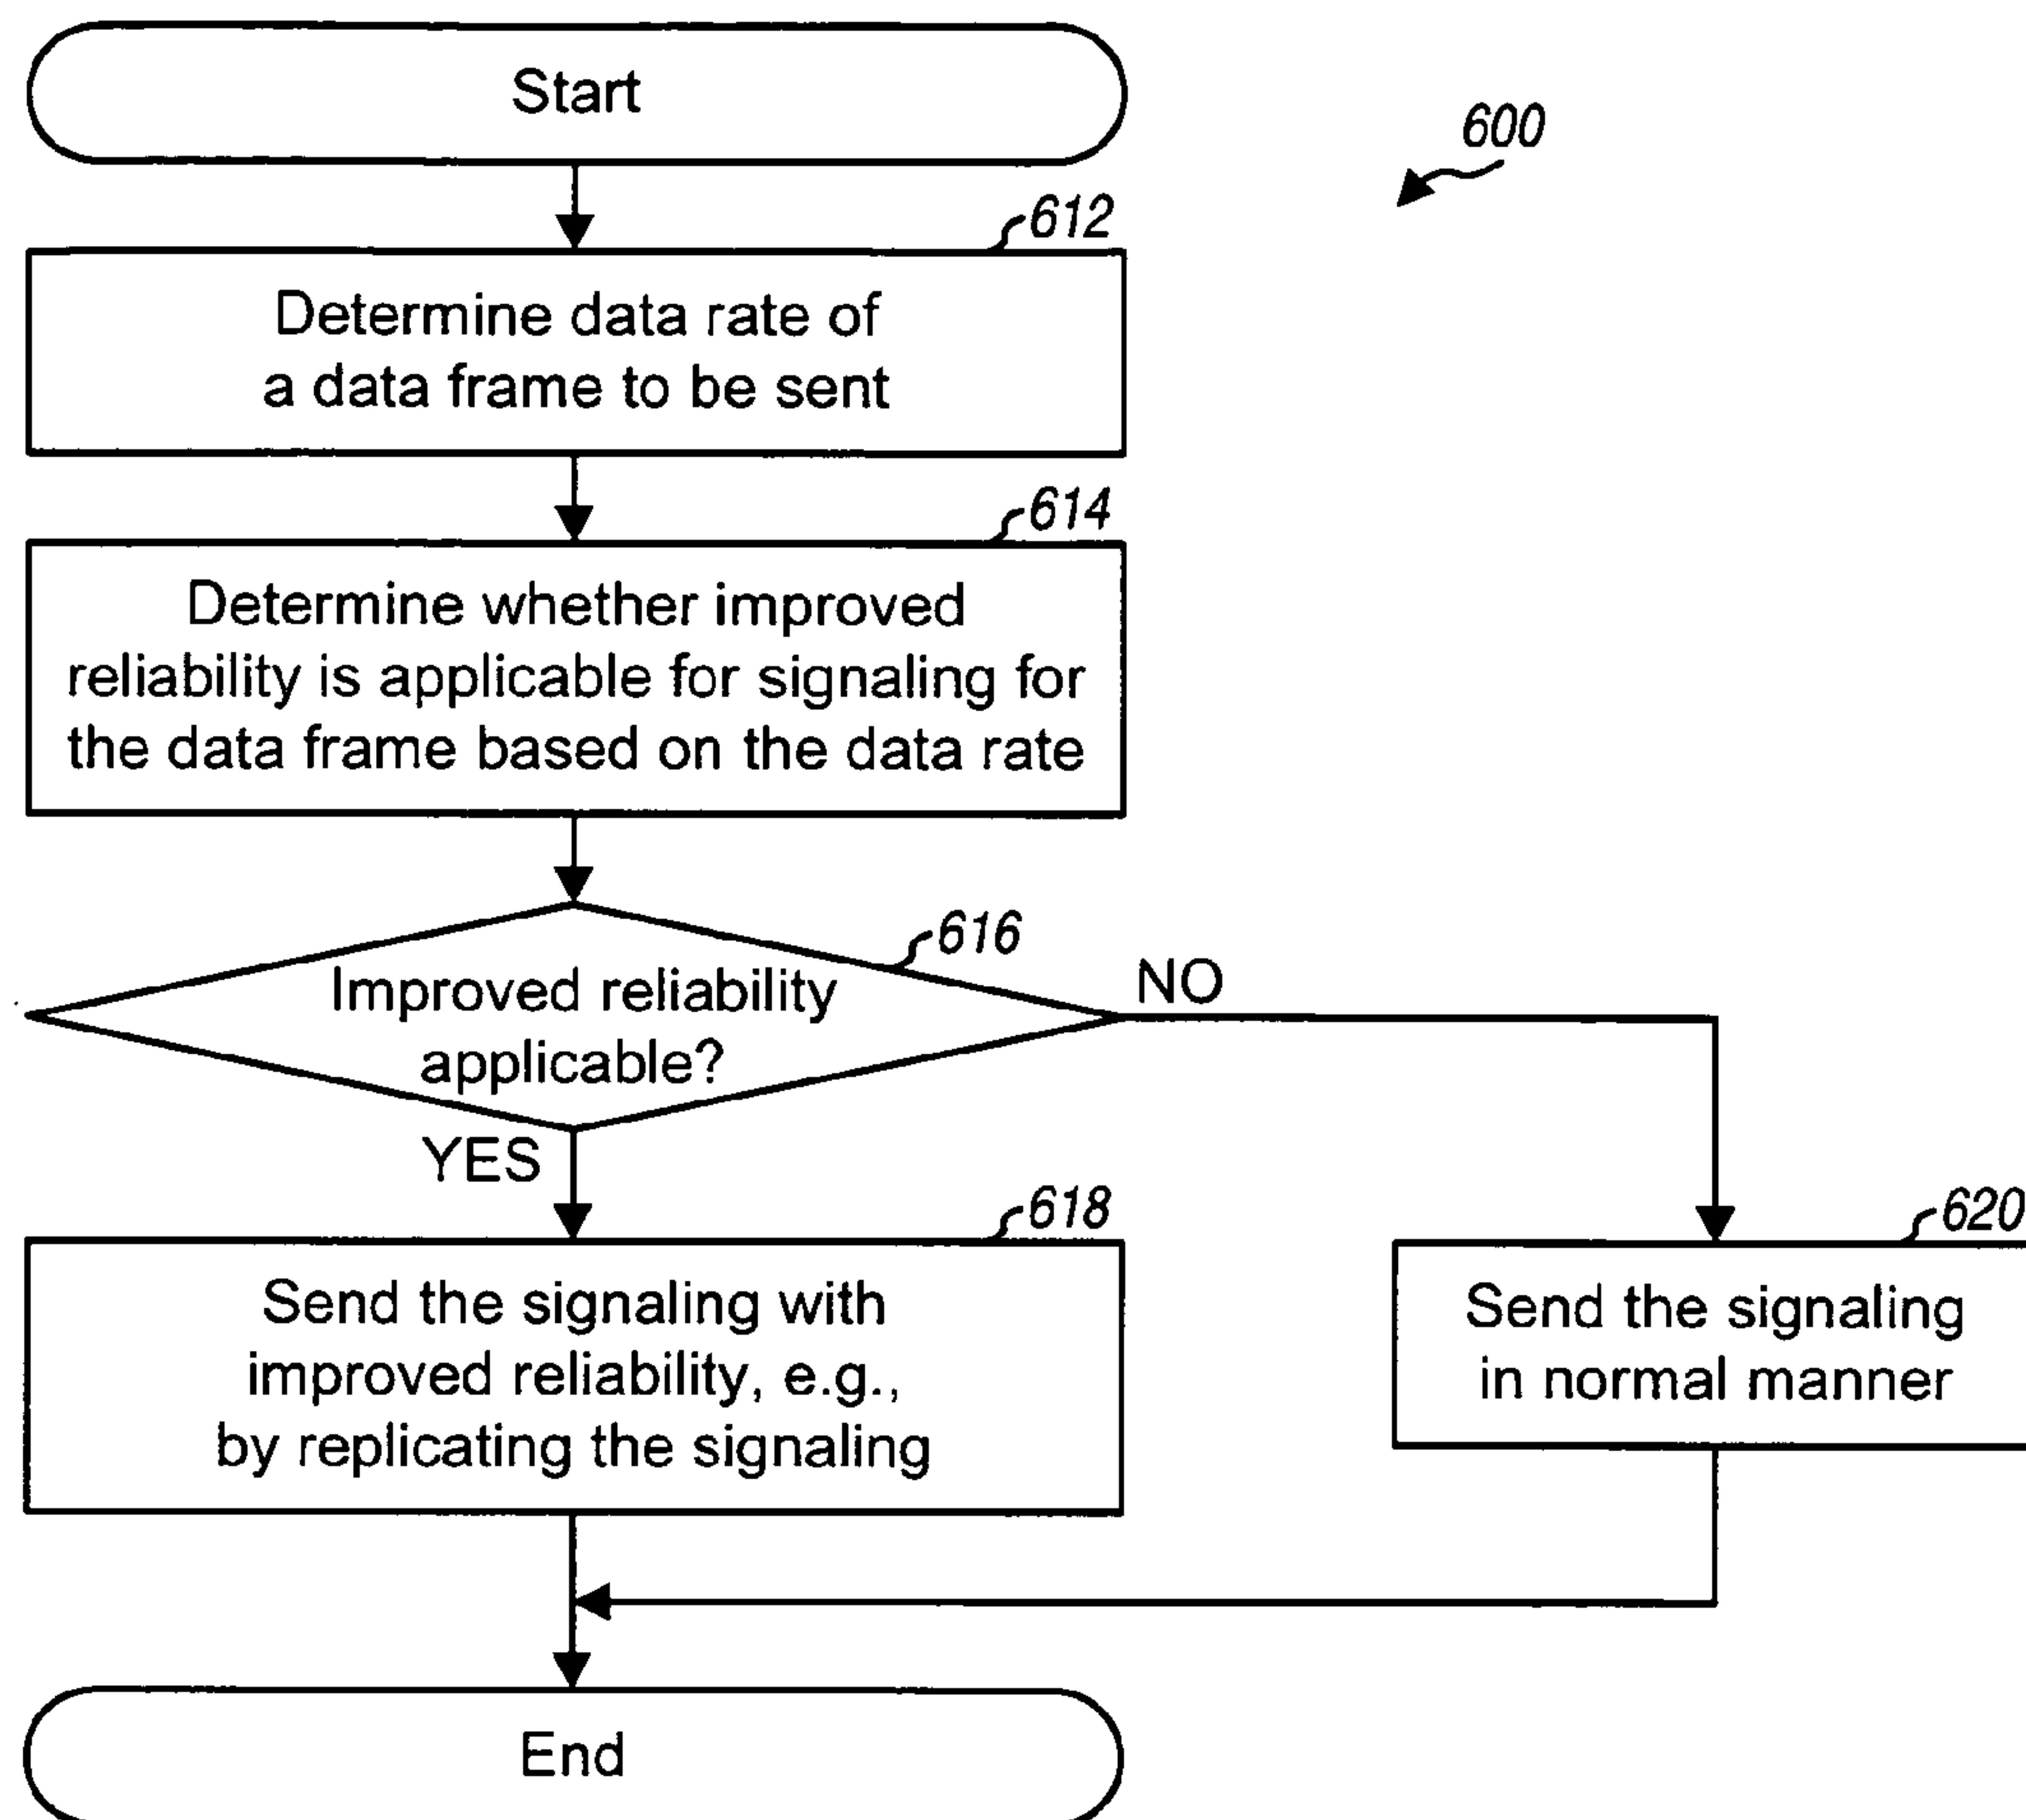 Start
600
612
Determine data rate of
a data frame to be sent
614
Determine whether improved
reliability is applicable for signaling for
the data frame based on the data rate
616
Improved reliability
applicable?
NO
YES
618
Send the signaling with
improved reliability, e.g.,
by replicating the signaling
620
Send the signaling
in normal manner
End